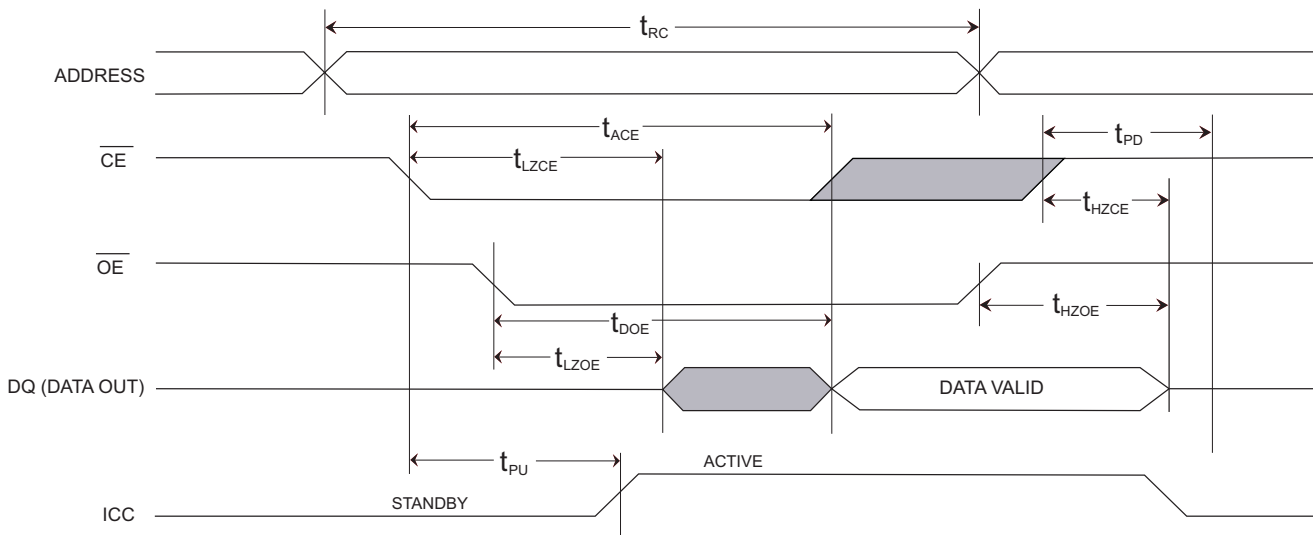 tRC
ADDRESS
tACE
tPD
CE
tLZCE
tHZCE
OE
tHZOE
tDOE
tLZOE
DQ (DATA OUT)
DATA VALID
tPU
ACTIVE
STANDBY
ICC